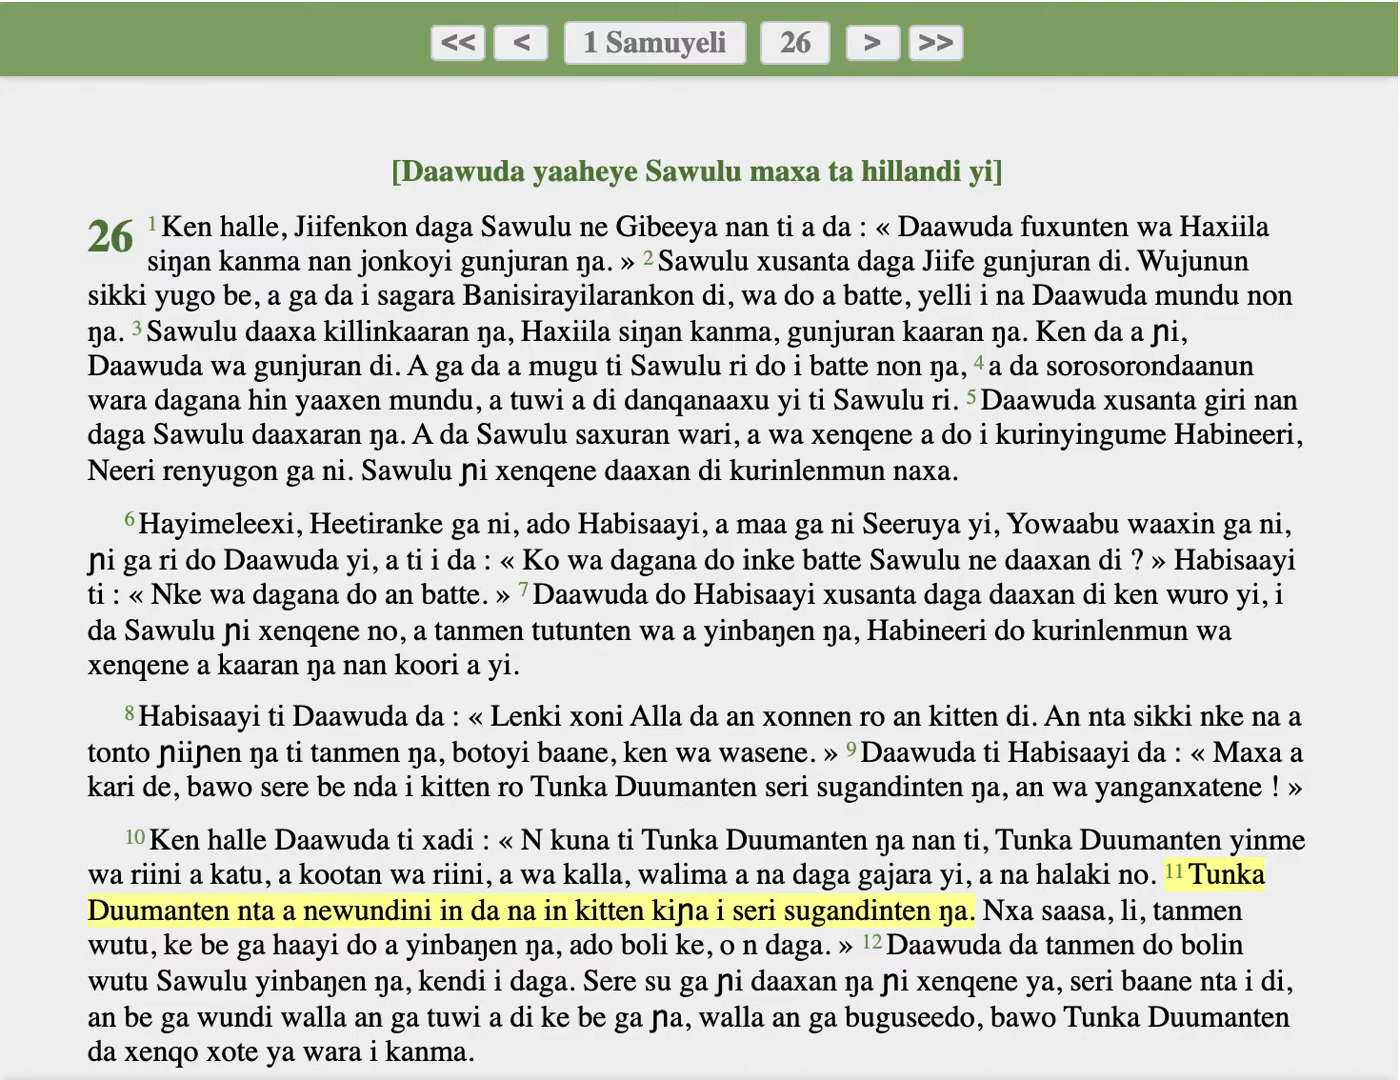 << < 1 Samuyeli 26 > >>
[Daawuda yaaheye Sawulu maxa ta hillandi yi]
26 1 Ken halle, Jiifenkon daga Sawulu ne Gibeeya nan ti a da : « Daawuda fuxunten wa Haxiila
siŋan kanma nan jonkoyi gunjuran ŋa. » 2 Sawulu xusanta daga Jiife gunjuran di. Wujunun
sikki yugo be, a ga da i sagara Banisirayilarankon di, wa do a batte, yelli i na Daawuda mundu non
ŋa. 3 Sawulu daaxa killinkaaran ŋa, Haxiila siŋan kanma, gunjuran kaaran ŋa. Ken da a ɲi,
Daawuda wa gunjuran di. A ga da a mugu ti Sawulu ri do i batte non ŋa, 4 a da sorosorondaanun
wara dagana hin yaaxen mundu, a tuwi a di danqanaaxu yi ti Sawulu ri. 5 Daawuda xusanta giri nan
daga Sawulu daaxaran ŋa. A da Sawulu saxuran wari, a wa xenqene a do i kurinyingume Habineeri,
Neeri renyugon ga ni. Sawulu ɲi xenqene daaxan di kurinlenmun naxa.
6 Hayimeleexi, Heetiranke ga ni, ado Habisaayi, a maa ga ni Seeruya yi, Yowaabu waaxin ga ni,
ɲi ga ri do Daawuda yi, a ti i da : « Ko wa dagana do inke batte Sawulu ne daaxan di ? » Habisaayi
ti : « Nke wa dagana do an batte. » 7 Daawuda do Habisaayi xusanta daga daaxan di ken wuro yi, i
da Sawulu ɲi xenqene no, a tanmen tutunten wa a yinbaŋen ŋa, Habineeri do kurinlenmun wa
xenqene a kaaran ŋa nan koori a yi.
8 Habisaayi ti Daawuda da : « Lenki xoni Alla da an xonnen ro an kitten di. An nta sikki nke na a
tonto ɲiiɲen ŋa ti tanmen ŋa, botoyi baane, ken wa wasene. » 9 Daawuda ti Habisaayi da : « Maxa a
kari de, bawo sere be nda i kitten ro Tunka Duumanten seri sugandinten ŋa, an wa yanganxatene ! »
10 Ken halle Daawuda ti xadi : « N kuna ti Tunka Duumanten ŋa nan ti, Tunka Duumanten yinme
wa riini a katu, a kootan wa riini, a wa kalla, walima a na daga gajara yi, a na halaki no. 11 Tunka
Duumanten nta a newundini in da na in kitten kiɲa i seri sugandinten ŋa. Nxa saasa, li, tanmen
wutu, ke be ga haayi do a yinbaŋen ŋa, ado boli ke, o n daga. » 12 Daawuda da tanmen do bolin
wutu Sawulu yinbaŋen ŋa, kendi i daga. Sere su ga ɲi daaxan ŋa ɲi xenqene ya, seri baane nta i di,
an be ga wundi walla an ga tuwi a di ke be ga ɲa, walla an ga buguseedo, bawo Tunka Duumanten
da xenqo xote ya wara i kanma.